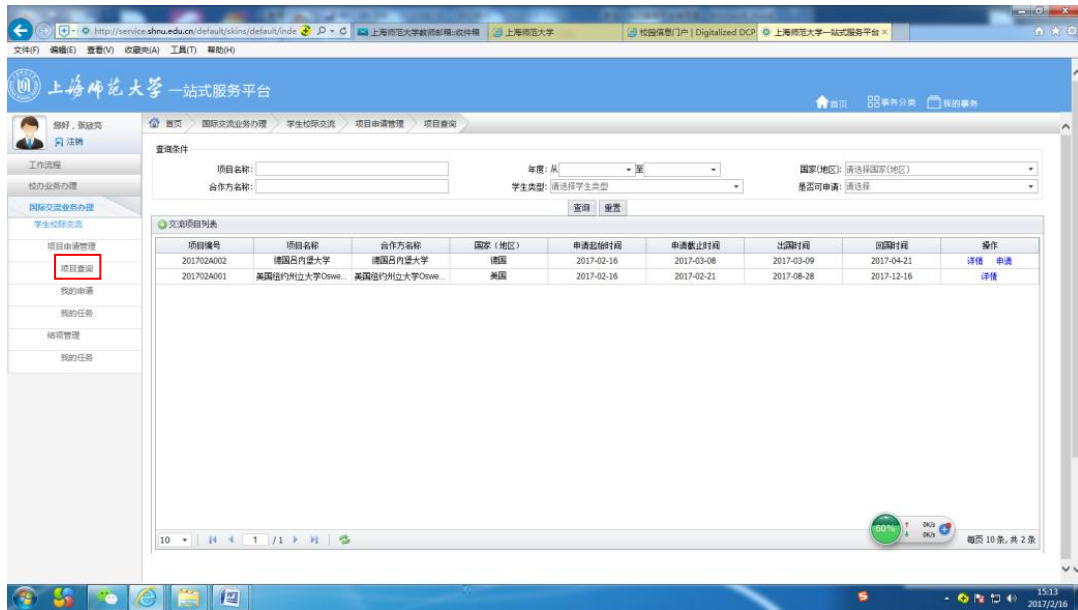 http://service.shnu.edu.cn/default/skins/default/inde
上海师范大学教师邮箱:收件箱
上海师范大学
校园信息门户 | Digitalized DCP
上海师范大学一站式服务平台
文件(F) 编辑(E) 查看(V) 收藏夹(A) 工具(T) 帮助(H)
上海师范大学 一站式服务平台
首页 事务分类 我的事务
您好，张欣亮
注销
首页 国际交流业务办理 学生校际交流 项目申请管理 项目查询
工作流程
校办业务办理
国际交流业务办理
学生校际交流
项目申请管理
项目查询
我的申请
我的任务
结项管理
我的任务
查询条件
项目名称: 年度: 从 至 国家(地区): 请选择国家(地区)
合作方名称: 学生类型: 请选择学生类型 是否可申请: 请选择
查询 重置
交流项目列表
项目编号 项目名称 合作方名称 国家（地区） 申请起始时间 申请截止时间 出国时间 回国时间 操作
201702A002 德国吕内堡大学 德国吕内堡大学 德国 2017-02-16 2017-03-08 2017-03-09 2017-04-21 详情 申请
201702A001 美国纽约州立大学Oswe... 美国纽约州立大学Oswe... 美国 2017-02-16 2017-02-21 2017-08-28 2017-12-16 详情
60% 0K/s
0K/s
10 1 /1 每页 10 条, 共 2 条
15:13
2017/2/16